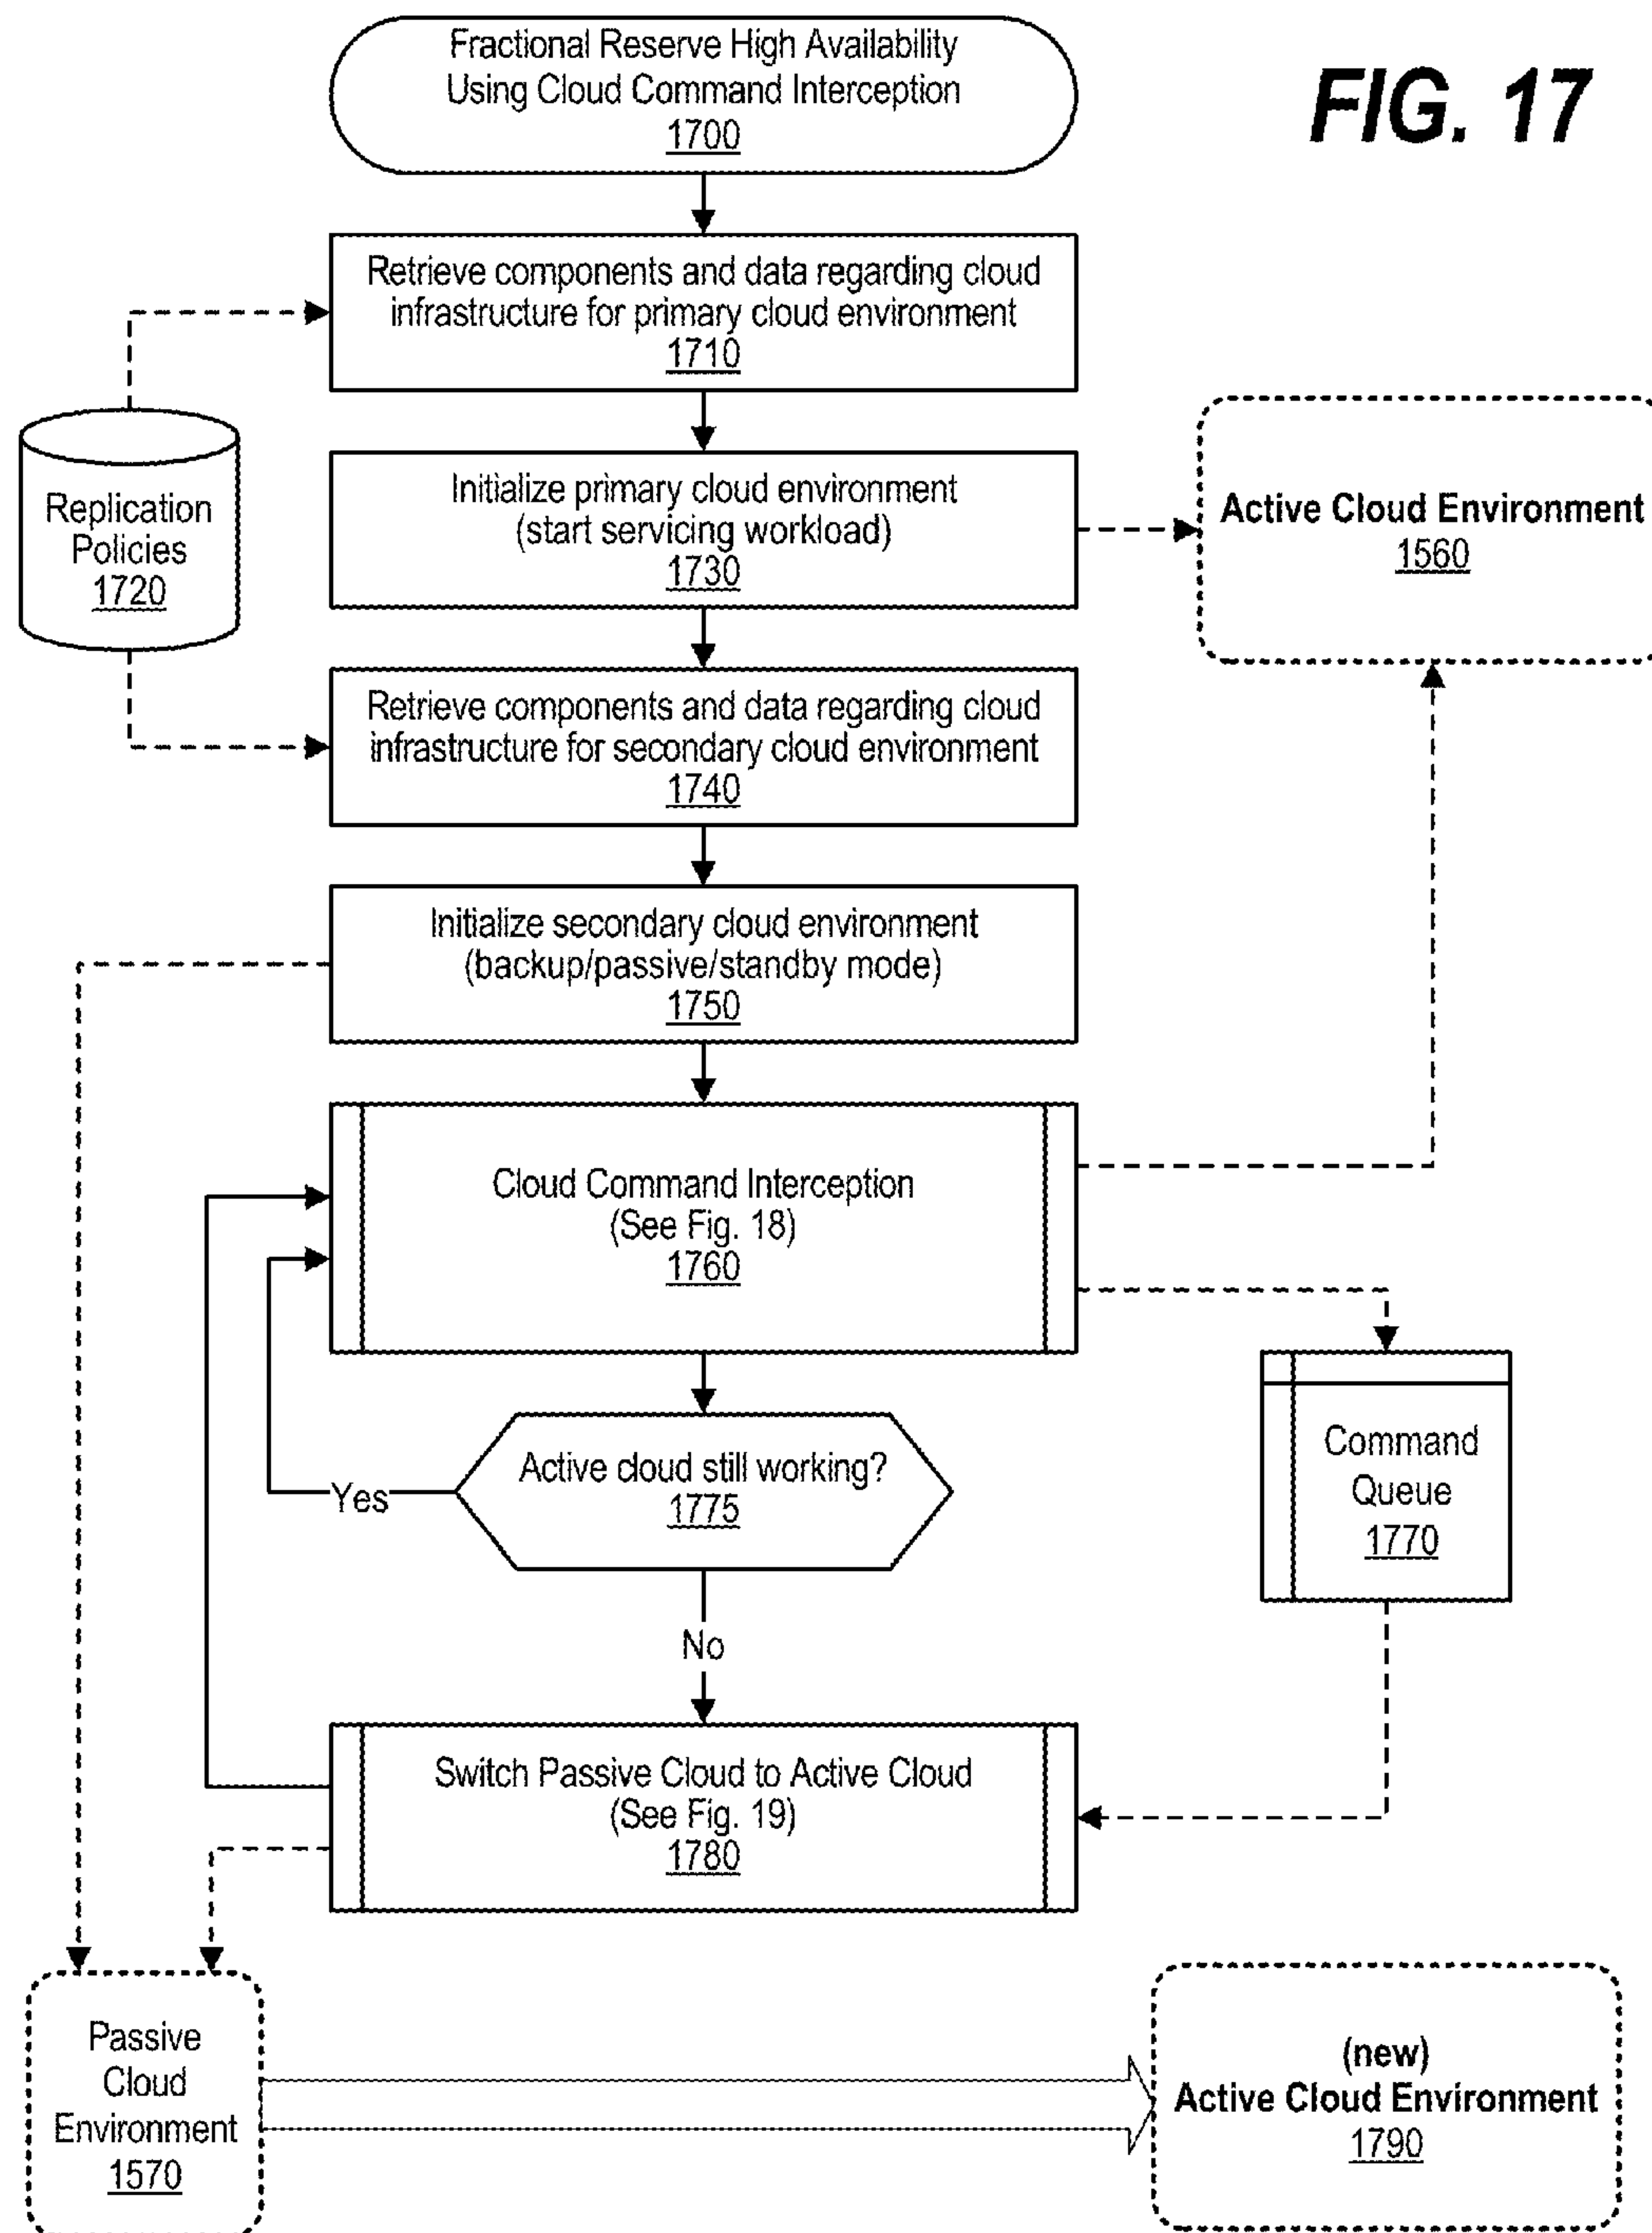 Fractional Reserve High Availability
Using Cloud Command Interception
1700
FIG. 17
Retrieve components and data regarding cloud
infrastructure for primary cloud environment
1710
Replication
Policies
1720
Initialize primary cloud environment
(start servicing workload)
1730
Active Cloud Environment
1560
Retrieve components and data regarding cloud
infrastructure for secondary cloud environment
1740
Initialize secondary cloud environment
(backup/passive/standby mode)
1750
Cloud Command Interception
(See Fig. 18)
1760
Active cloud still working?
1775
Yes
Command
Queue
1770
No
Switch Passive Cloud to Active Cloud
(See Fig. 19)
1780
Passive
Cloud
Environment
1570
(new)
Active Cloud Environment
1790